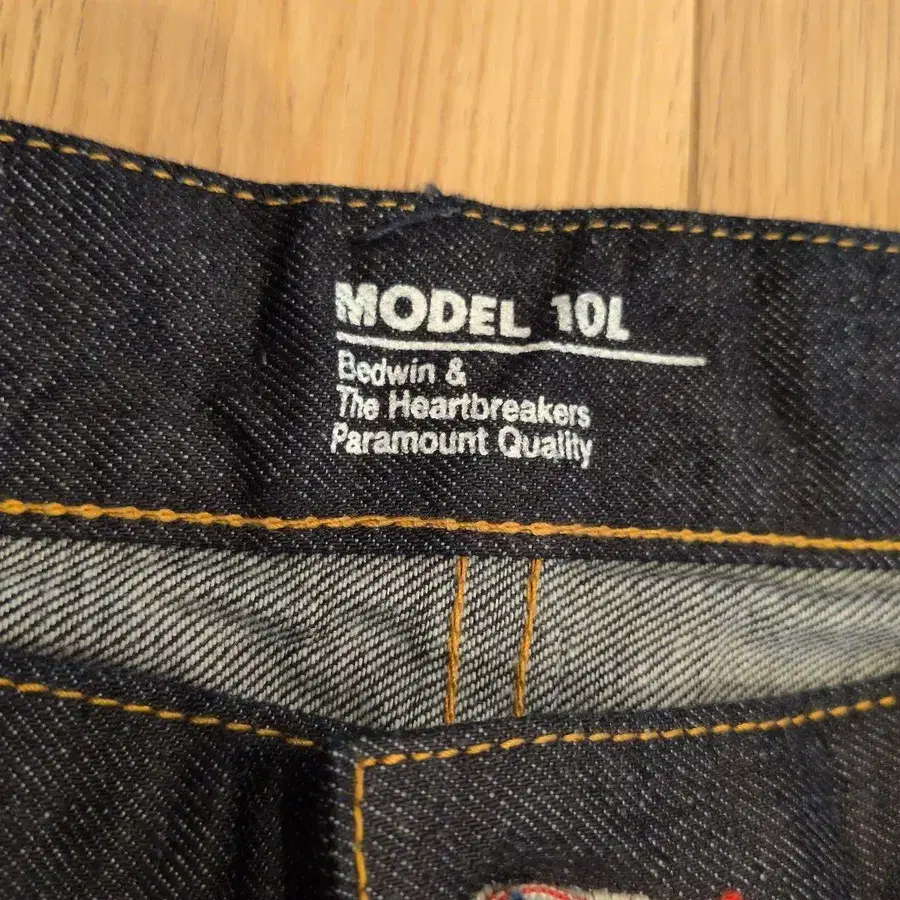 MODEL 10L
Bedwin &
The Heartbreakers
Paramount Quality